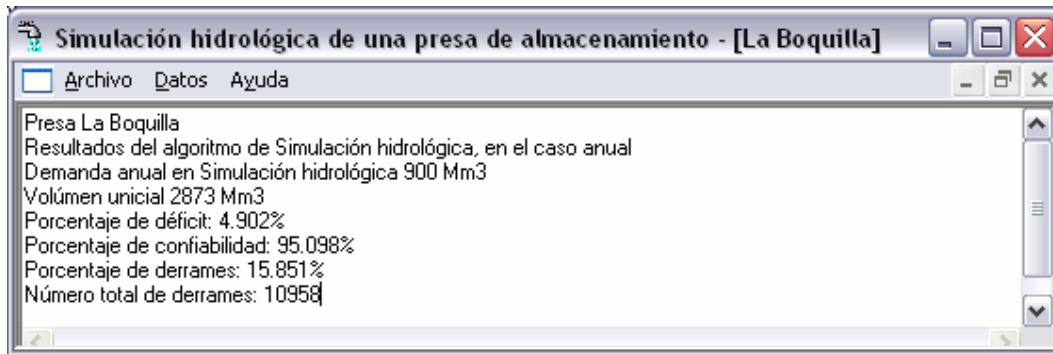 Simulación hidrológica de una presa de almacenamiento - [La Boquilla]
Archivo Datos Ayuda
Presa La Boquilla
Resultados del algoritmo de Simulación hidrológica, en el caso anual
Demanda anual en Simulación hidrológica 900 Mm3
Volúmen unicial 2873 Mm3
Porcentaje de déficit: 4.902%
Porcentaje de confiabilidad: 95.098%
Porcentaje de derrames: 15.851%
Número total de derrames: 10958